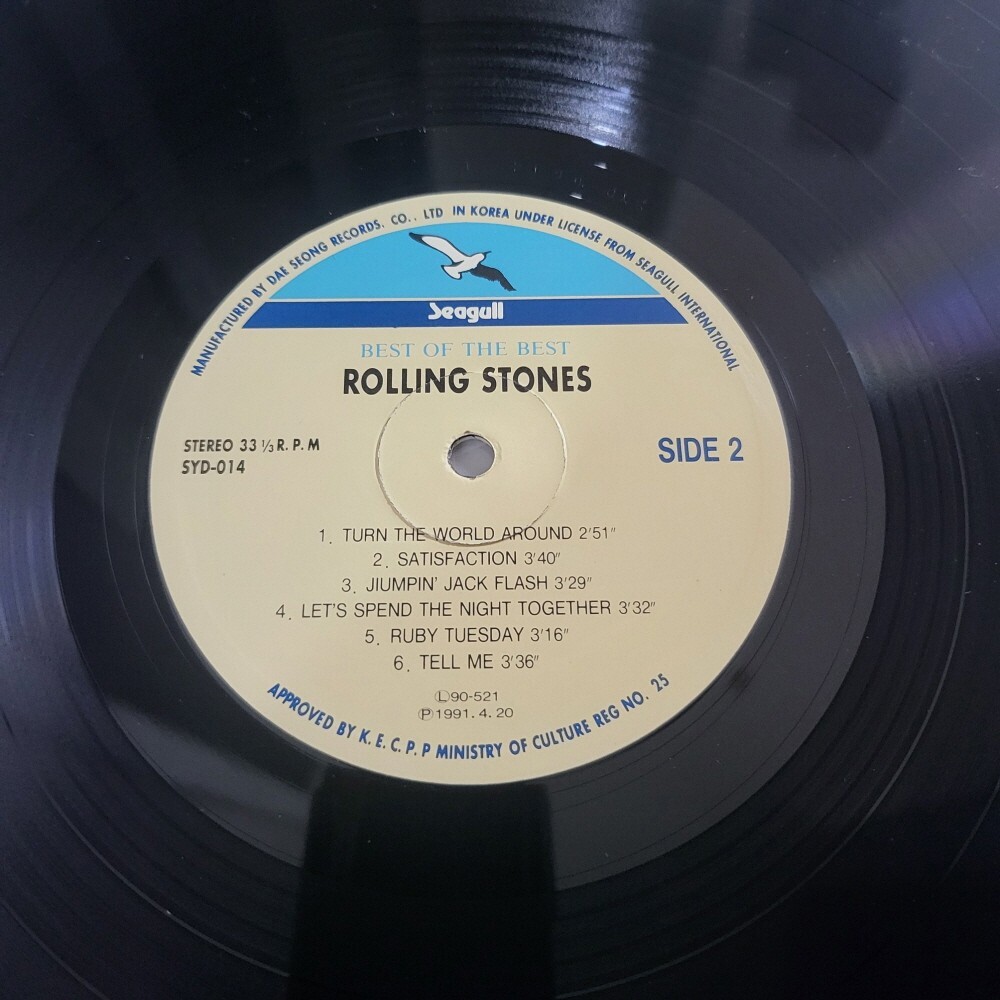 MANUFACTURED BY DAE SEONG RECORDS. CO., LTD IN KOREA UNDER LICENSE FROM SEAGULL INTERNATIONAL
Seagull
BEST OF THE BEST
ROLLING STONES
STEREO 33 ⅓ R. P. M
SYD-014
SIDE 2
1. TURN THE WORLD AROUND 2'51"
2. SATISFACTION 3'40"
3. JIUMPIN' JACK FLASH 3'29"
4. LET'S SPEND THE NIGHT TOGETHER 3'32"
5. RUBY TUESDAY 3'16"
6. TELL ME 3'36"
Ⓛ90-521
Ⓟ1991. 4. 20
APPROVED BY K. E. C. P. P MINISTRY OF CULTURE REG NO. 25